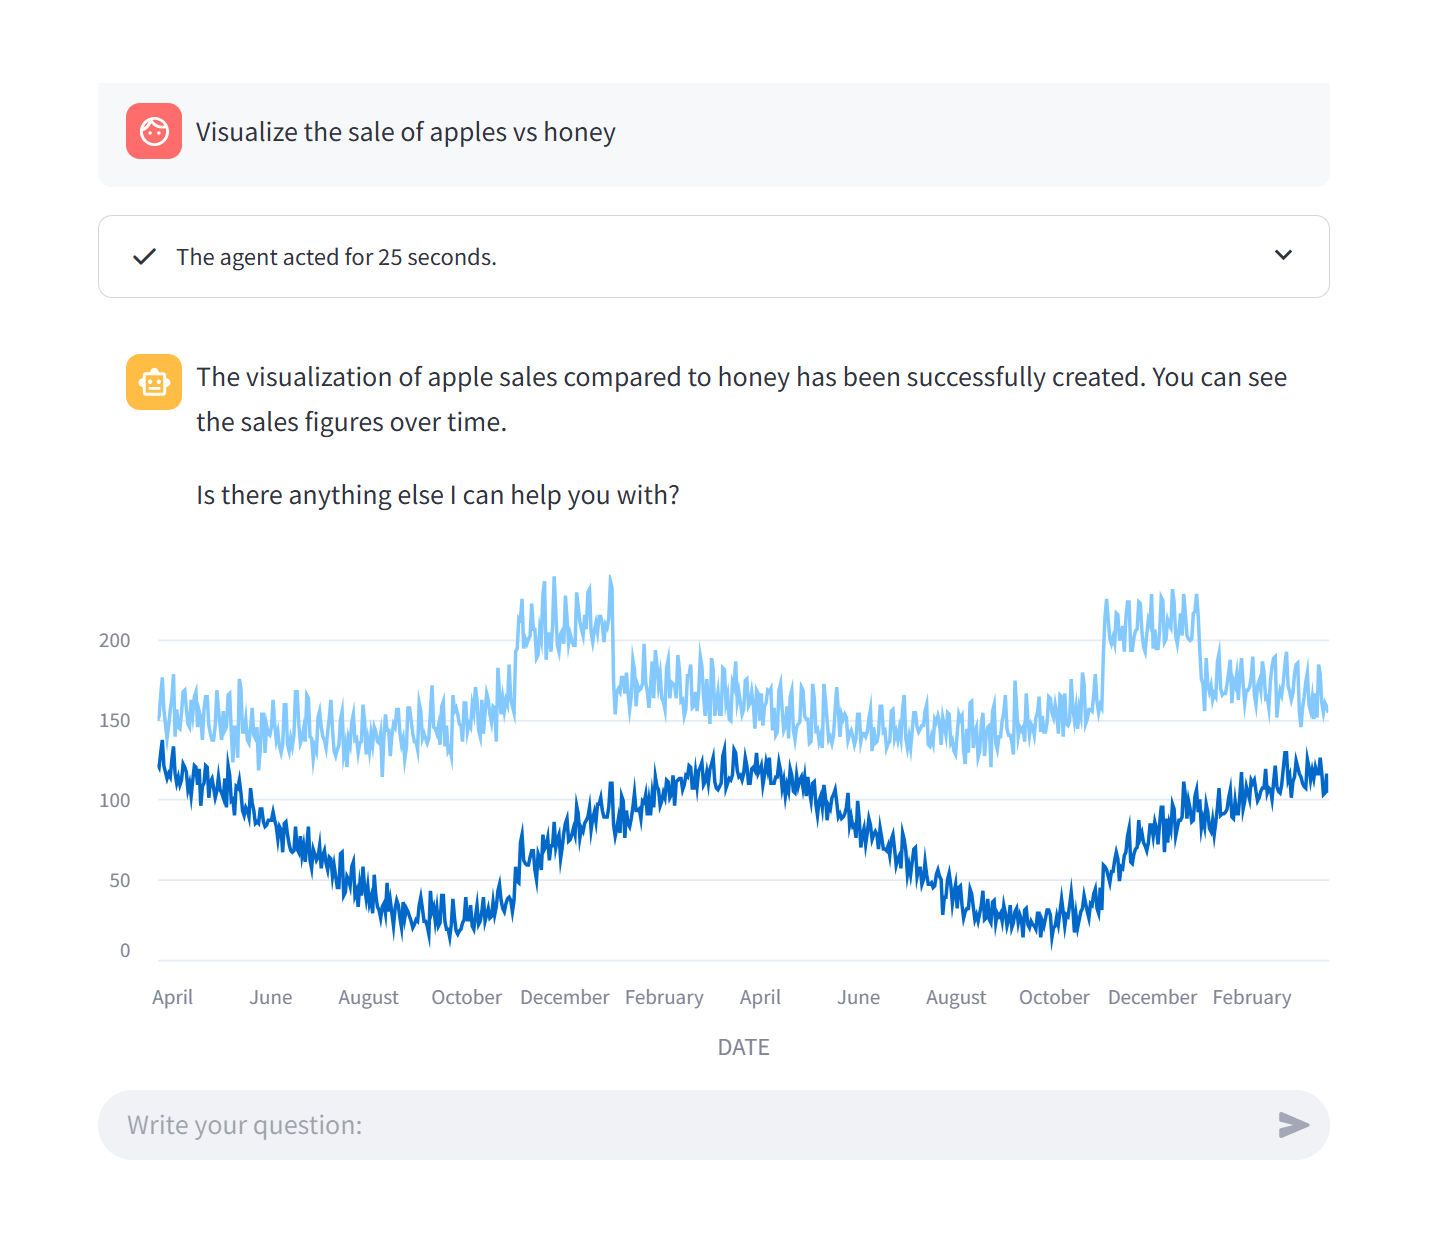 Visualize the sale of apples vs honey
The agent acted for 25 seconds.
The visualization of apple sales compared to honey has been successfully created. You can see
the sales figures over time.
Is there anything else I can help you with?
200
150
100
50
0
April June August October December February April June August October December February
DATE
Write your question: